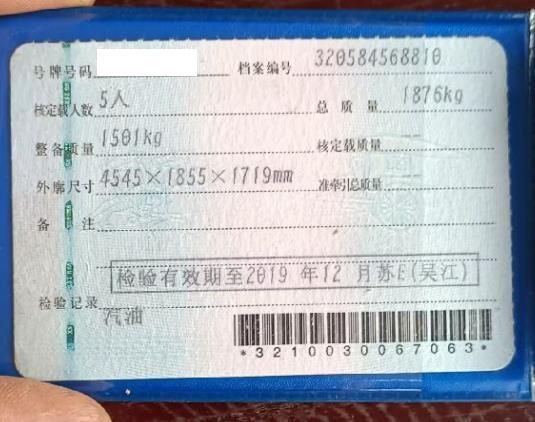 号牌号码 档案编号 320584568810
核定载人数 5人 总质量 1876kg
整备质量 1501kg 核定载质量 --
外廓尺寸 4545×1855×1719mm 准牵引总质量 --
备注
检验有效期至2019年12月苏E(吴江)
检验记录
汽油
*3210030067063*